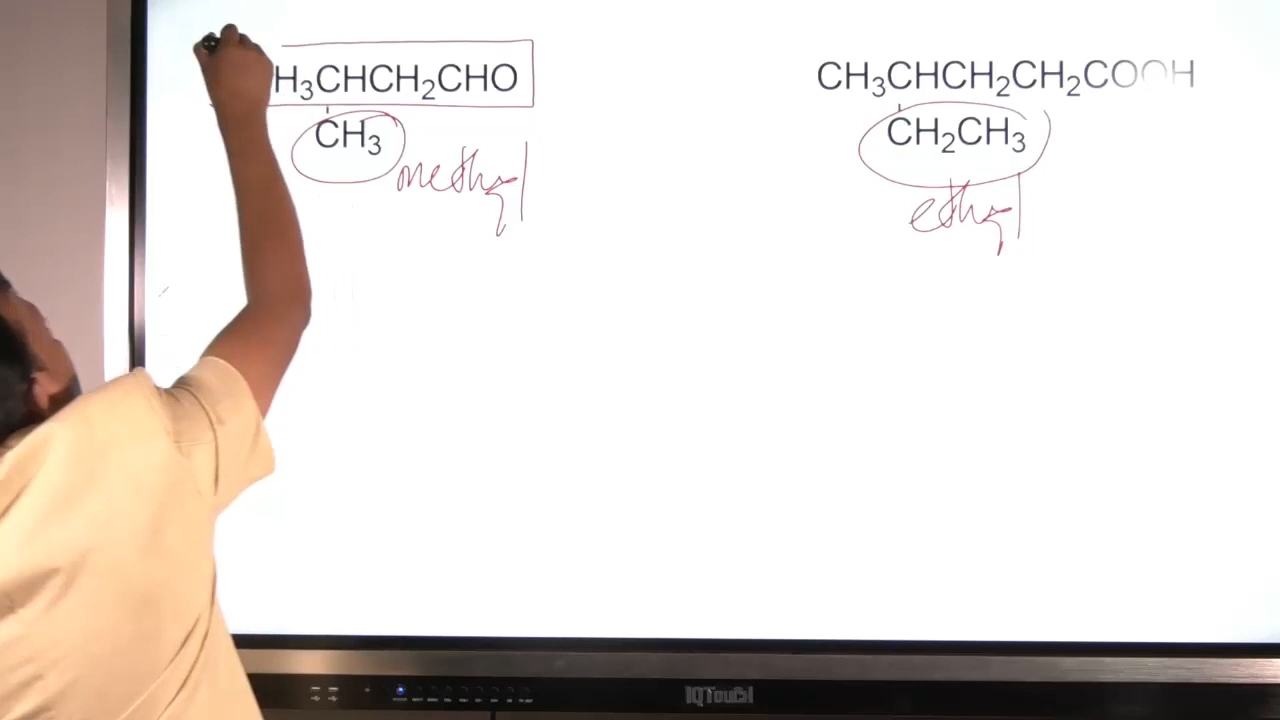 H₃CHCH₂CHO
CH₃
methyl
CH₃CHCH₂CH₂COOH
CH₂CH₃
ethyl
IQTouch